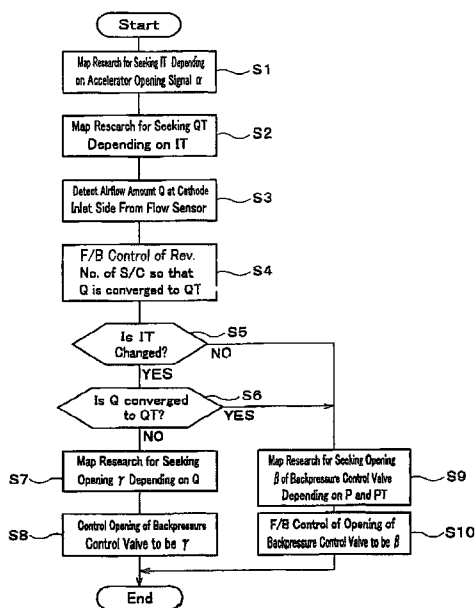 Start
Map Research for Seeking IT Depending
on Accelerator Opening Signal α
S1
Map Research for Seeking QT
Depending on IT
S2
Detect Airflow Amount Q at Cathode
Inlet Side From Flow Sensor
S3
F/B Control of Rev.
No. of S/C so that
Q is converged to QT
S4
Is IT
Changed?
S5
NO
YES
Is Q converged
to QT?
S6
YES
NO
S7
Map Research for Seeking
Opening γ Depending on Q
S8
Control Opening of Backpressure
Control Valve to be γ
Map Research for Seeking Opening
β of Backpressure Control Valve
Depending on P and PT
S9
F/B Control of Opening of
Backpressure Control Valve to be β
S10
End